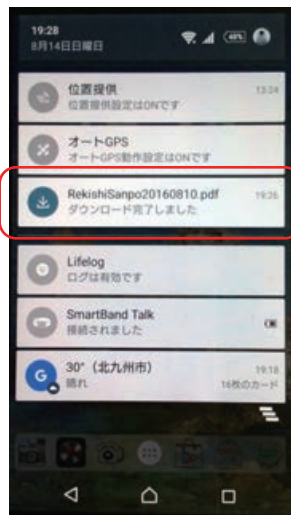 19:28
8月14日日曜日
48%
位置提供
13:24
位置提供設定はONです
オートGPS
オートGPS動作設定はONです
RekishiSanpo20160810.pdf
19:26
ダウンロード完了しました
Lifelog
ログは有効です
SmartBand Talk
接続されました
G
30°（北九州市）
19:18
晴れ
16枚のカード